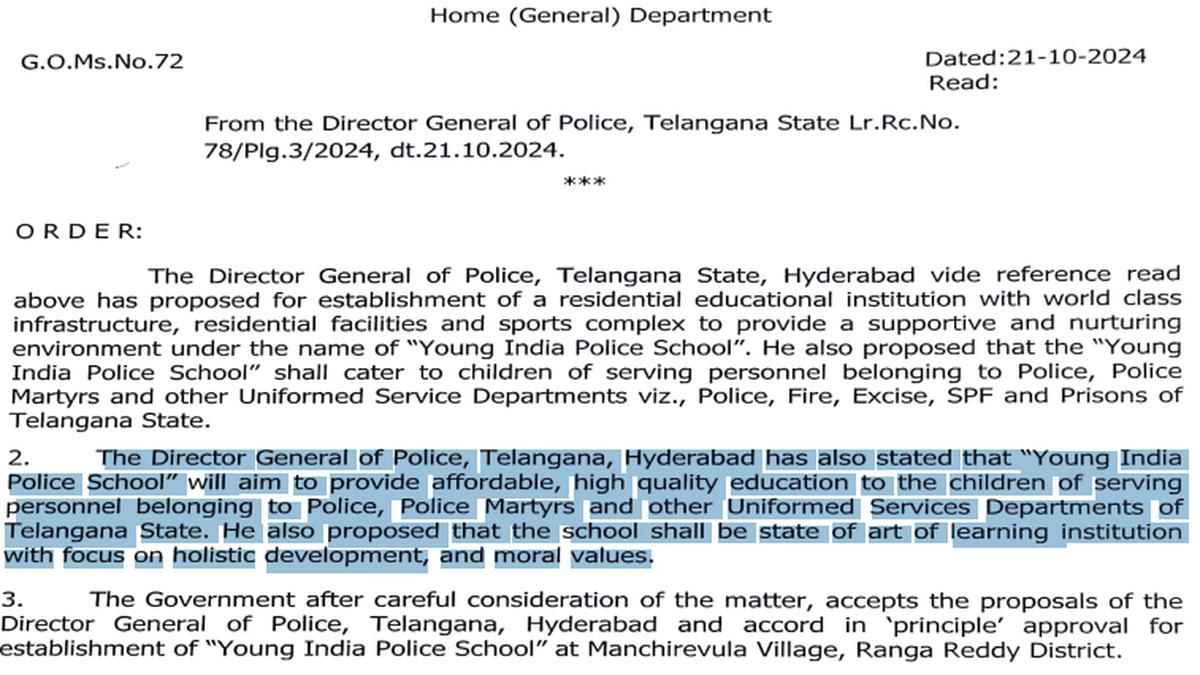 Home (General) Department
G.O.Ms.No.72
Dated:21-10-2024
Read:
From the Director General of Police, Telangana State Lr.Rc.No.
78/Plg.3/2024, dt.21.10.2024.
***
O R D E R:
The Director General of Police, Telangana State, Hyderabad vide reference read
above has proposed for establishment of a residential educational institution with world class
infrastructure, residential facilities and sports complex to provide a supportive and nurturing
environment under the name of “Young India Police School”. He also proposed that the “Young
India Police School” shall cater to children of serving personnel belonging to Police, Police
Martyrs and other Uniformed Service Departments viz., Police, Fire, Excise, SPF and Prisons of
Telangana State.
2. The Director General of Police, Telangana, Hyderabad has also stated that “Young India
Police School” will aim to provide affordable, high quality education to the children of serving
personnel belonging to Police, Police Martyrs and other Uniformed Services Departments of
Telangana State. He also proposed that the school shall be state of art of learning institution
with focus on holistic development, and moral values.
3. The Government after careful consideration of the matter, accepts the proposals of the
Director General of Police, Telangana, Hyderabad and accord in ‘principle’ approval for
establishment of “Young India Police School” at Manchirevula Village, Ranga Reddy District.